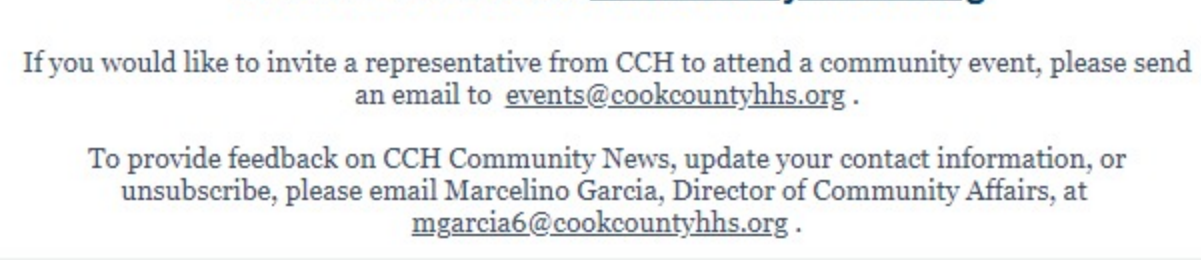 If you would like to invite a representative from CCH to attend a community event, please send
an email to events@cookcountyhhs.org .
To provide feedback on CCH Community News, update your contact information, or
unsubscribe, please email Marcelino Garcia, Director of Community Affairs, at
mgarcia6@cookcountyhhs.org .